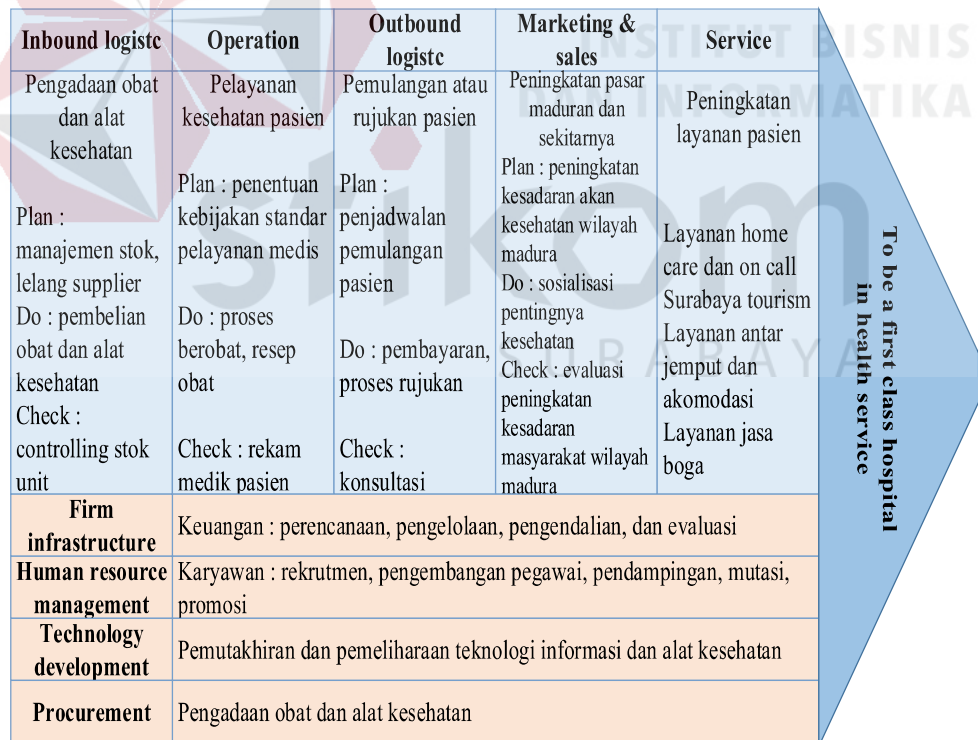 Inbound logistc
Operation
Outbound
logistc
Marketing &
sales
Service
Pengadaan obat
dan alat
kesehatan
Plan :
manajemen stok,
lelang supplier
Do : pembelian
obat dan alat
kesehatan
Check :
controlling stok
unit
Pelayanan
kesehatan pasien
Plan : penentuan
kebijakan standar
pelayanan medis
Do : proses
berobat, resep
obat
Check : rekam
medik pasien
Pemulangan atau
rujukan pasien
Plan :
penjadwalan
pemulangan
pasien
Do : pembayaran,
proses rujukan
Check :
konsultasi
Peningkatan pasar
maduran dan
sekitarnya
Plan : peningkatan
kesadaran akan
kesehatan wilayah
madura
Do : sosialisasi
pentingnya
kesehatan
Check : evaluasi
peningkatan
kesadaran
masyarakat wilayah
madura
Peningkatan
layanan pasien
Layanan home
care dan on call
Surabaya tourism
Layanan antar
jemput dan
akomodasi
Layanan jasa
boga
Firm
infrastructure
Keuangan : perencanaan, pengelolaan, pengendalian, dan evaluasi
Human resource
management
Karyawan : rekrutmen, pengembangan pegawai, pendampingan, mutasi,
promosi
Technology
development
Pemutakhiran dan pemeliharaan teknologi informasi dan alat kesehatan
Procurement
Pengadaan obat dan alat kesehatan
To be a first class hospital
in health service
INSTITUT BISNIS
DAN INFORMATIKA
stikom
SURABAYA